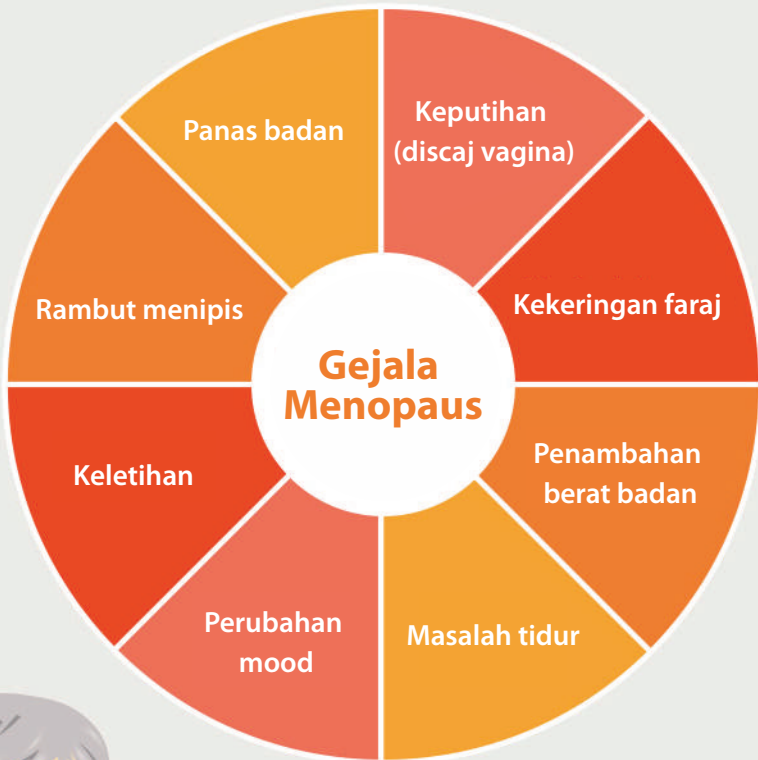 Gejala
Menopaus
Keputihan
(discaj vagina)
Kekeringan faraj
Penambahan
berat badan
Masalah tidur
Perubahan
mood
Keletihan
Rambut menipis
Panas badan